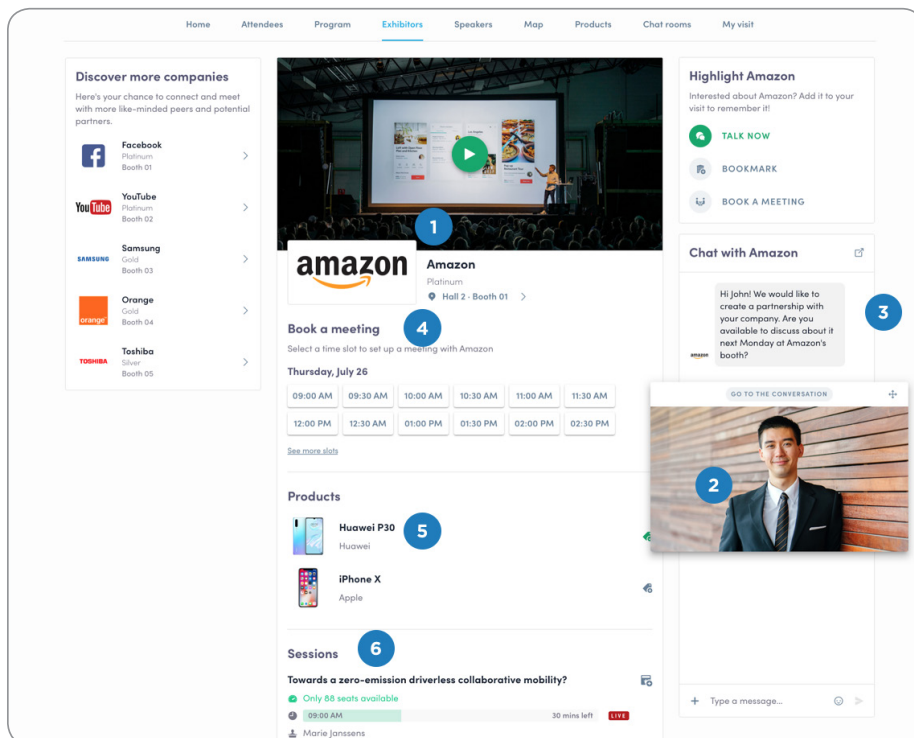 Home Attendees Program Exhibitors Speakers Map Products Chat rooms My visit
Discover more companies
Here's your chance to connect and meet
with more like-minded peers and potential
partners.
Facebook
Platinum
Booth 01
YouTube
YouTube
Platinum
Booth 02
SAMSUNG
Samsung
Gold
Booth 03
orange
Orange
Gold
Booth 04
TOSHIBA
Toshiba
Silver
Booth 05
1
amazon
Amazon
Platinum
Hall 2 - Booth 01
Book a meeting
4
Select a time slot to set up a meeting with Amazon
Thursday, July 26
09:00 AM 09:30 AM 10:00 AM 10:30 AM 11:00 AM 11:30 AM
12:00 PM 12:30 AM 01:00 PM 01:30 PM 02:00 PM 02:30 PM
See more slots
Products
Huawei P30
5
Huawei
iPhone X
Apple
Sessions
6
Towards a zero-emission driverless collaborative mobility?
Only 88 seats available
09:00 AM 30 mins left LIVE
Marie Janssens
Highlight Amazon
Interested about Amazon? Add it to your
visit to remember it!
TALK NOW
BOOKMARK
BOOK A MEETING
Chat with Amazon
Hi John! We would like to
create a partnership with
your company. Are you
available to discuss about it
next Monday at Amazon's
booth?
amazon
3
GO TO THE CONVERSATION
2
Type a message...